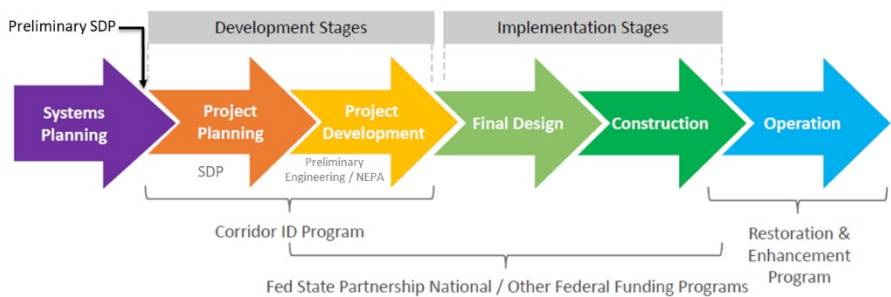 Preliminary SDP
Development Stages
Implementation Stages
Systems
Planning
Project
Planning
Project
Development
Final Design
Construction
Operation
SDP
Preliminary
Engineering / NEPA
Corridor ID Program
Restoration &
Enhancement
Program
Fed State Partnership National / Other Federal Funding Programs